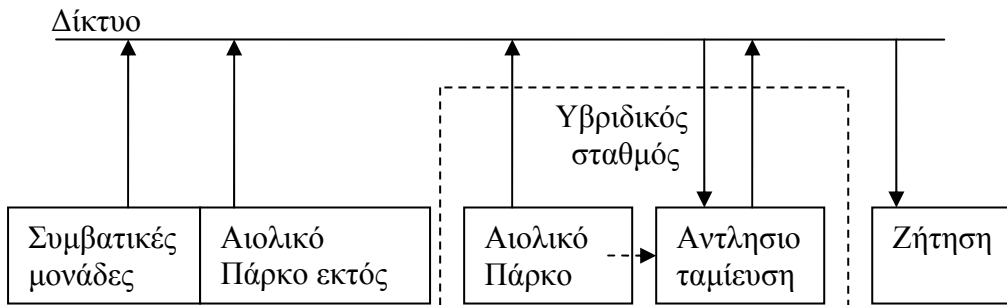 Δίκτυο
Υβριδικός
σταθμός
Συμβατικές
μονάδες
Αιολικό
Πάρκο εκτός
Αιολικό
Πάρκο
Αντλησιο
ταμίευση
Ζήτηση